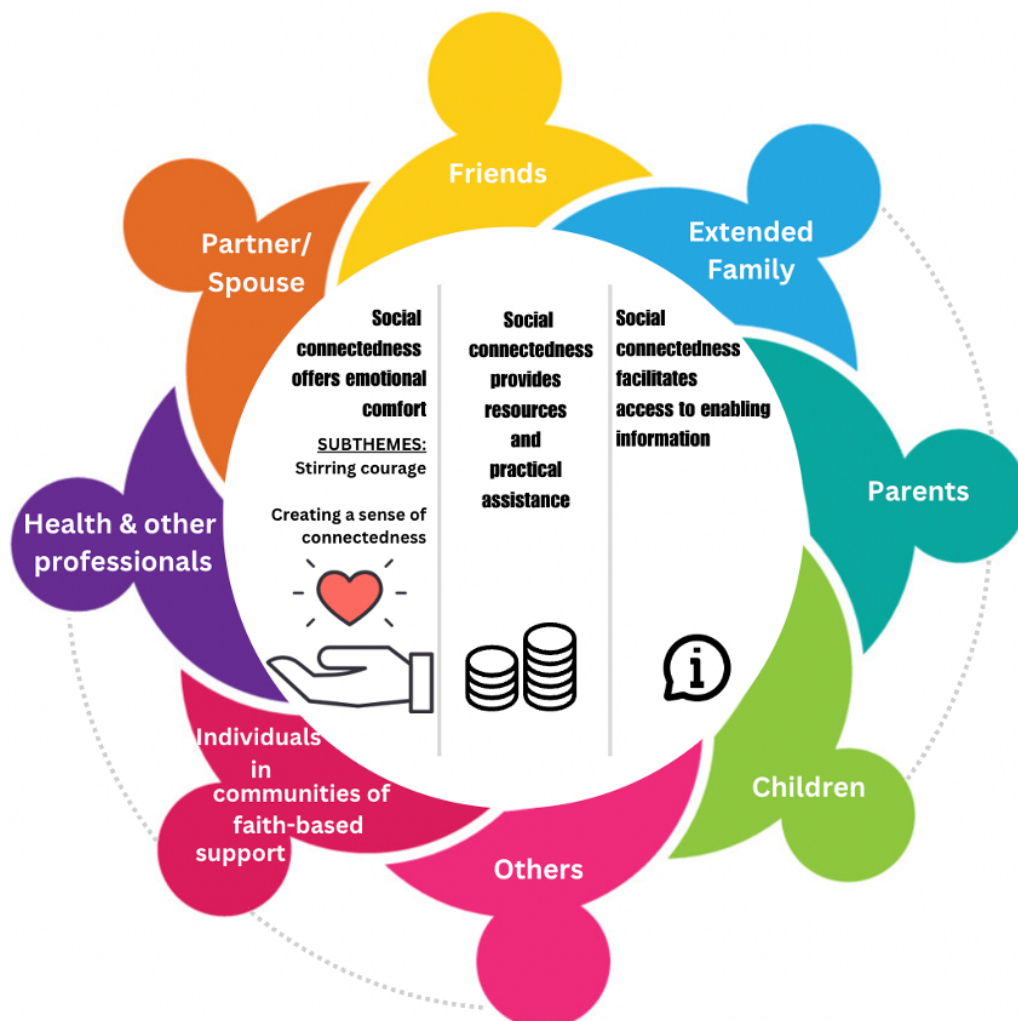 Friends
Extended
Family
Partner/
Spouse
Social
connectedness
offers emotional
comfort
SUBTHEMES:
Stirring courage
Creating a sense of
connectedness
Social
connectedness
provides
resources
and
practical
assistance
Social
connectedness
facilitates
access to enabling
information
Parents
Health & other
professionals
i
Individuals
in
communities of
faith-based
support
Children
Others